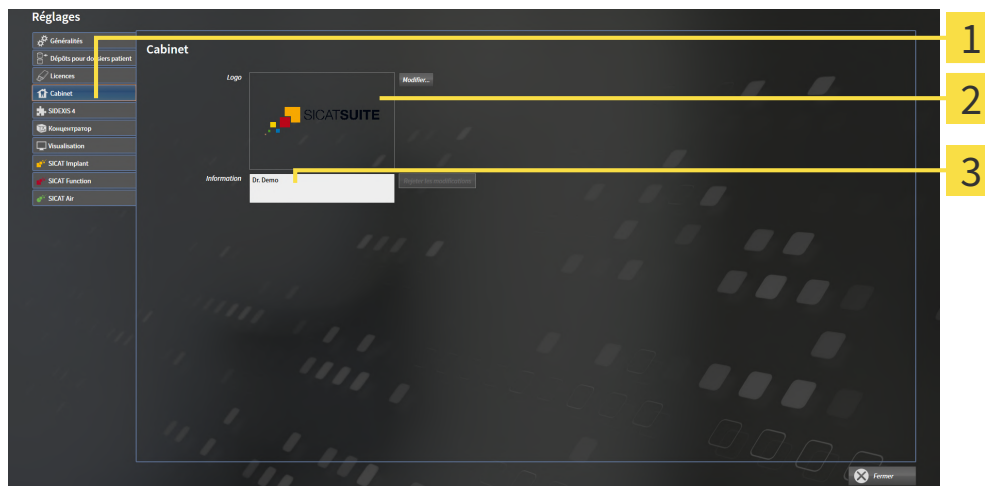 Réglages
Généralités
Dépôts pour dossiers patient
Licences
Cabinet
SIDEXIS 4
Концентратор
Visualisation
SICAT Implant
SICAT Function
SICAT Air
Cabinet
Logo
SICATSUITE
Modifier...
Information
Dr. Demo
Fermer
1
2
3